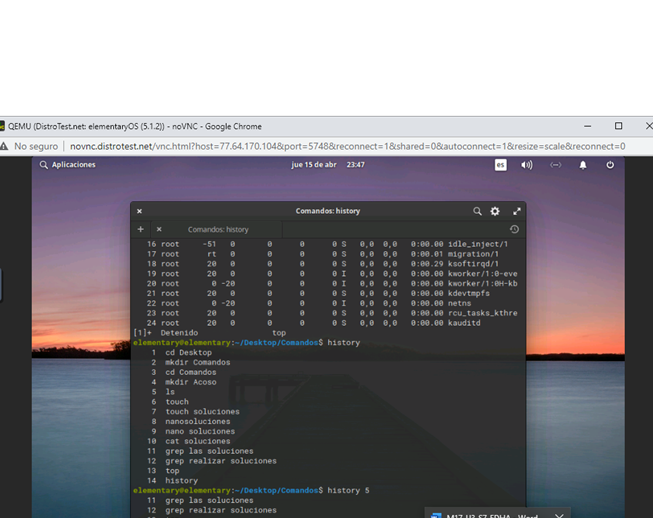 QEMU (DistroTest.net: elementaryOS (5.1.2)) - noVNC - Google Chrome
No seguro | novnc.distrotest.net/vnc.html?host=77.64.170.104&port=5748&reconnect=1&shared=0&autoconnect=1&resize=scale&reconnect=0
Aplicaciones jue 15 de abr 23:47 es
Comandos: history
Comandos: history
16 root -51 0 0 0 0 S 0,0 0,0 0:00.00 idle_inject/1
17 root rt 0 0 0 0 S 0,0 0,0 0:00.01 migration/1
18 root 20 0 0 0 0 S 0,0 0,0 0:00.29 ksoftirqd/1
19 root 20 0 0 0 0 I 0,0 0,0 0:00.00 kworker/1:0-eve
20 root 0 -20 0 0 0 I 0,0 0,0 0:00.00 kworker/1:0H-kb
21 root 20 0 0 0 0 S 0,0 0,0 0:00.00 kdevtmpfs
22 root 0 -20 0 0 0 I 0,0 0,0 0:00.00 netns
23 root 20 0 0 0 0 S 0,0 0,0 0:00.00 rcu_tasks_kthre
24 root 20 0 0 0 0 S 0,0 0,0 0:00.00 kauditd
[1]+ Detenido top
elementary@elementary:~/Desktop/Comandos$ history
1 cd Desktop
2 mkdir Comandos
3 cd Comandos
4 mkdir Acoso
5 ls
6 touch
7 touch soluciones
8 nanosoluciones
9 nano soluciones
10 cat soluciones
11 grep las soluciones
12 grep realizar soluciones
13 top
14 history
elementary@elementary:~/Desktop/Comandos$ history 5
11 grep las soluciones
12 grep realizar soluciones